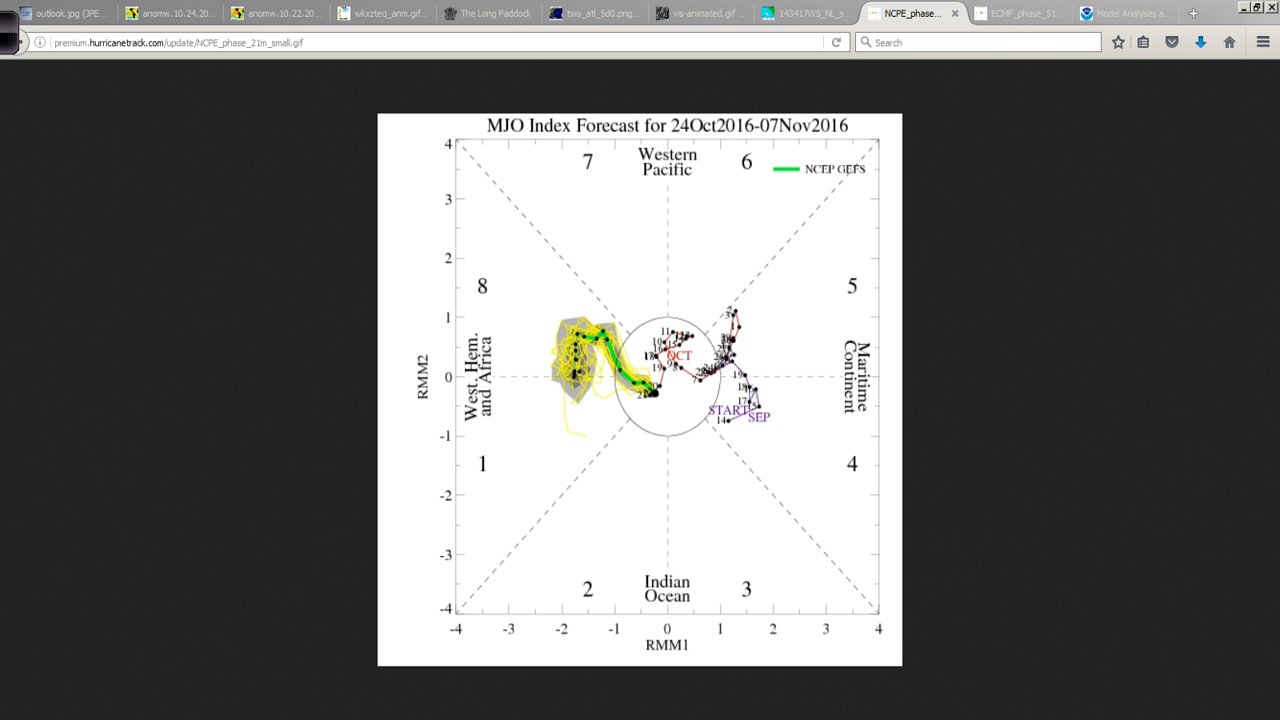 outlook.jpg (JPE...
anomw.10.24.20...
anomw.10.22.20...
wkxzteq_anm.gif...
The Long Paddock
two_atl_5d0.png...
vis-animated.gif ...
143417W5_NL_s...
NCPE_phase_...
ECMF_phase_51...
Model Analyses a...
premium.hurricanetrack.com/update/NCPE_phase_21m_small.gif
Search
MJO Index Forecast for 24Oct2016-07Nov2016
7
Western
Pacific
6
NCEP GEFS
8
5
West. Hem.
and Africa
Maritime
Continent
OCT
START
SEP
14
1
4
2
Indian
Ocean
3
4
3
2
1
0
-1
-2
-3
-4
RMM2
-4 -3 -2 -1 0 1 2 3 4
RMM1